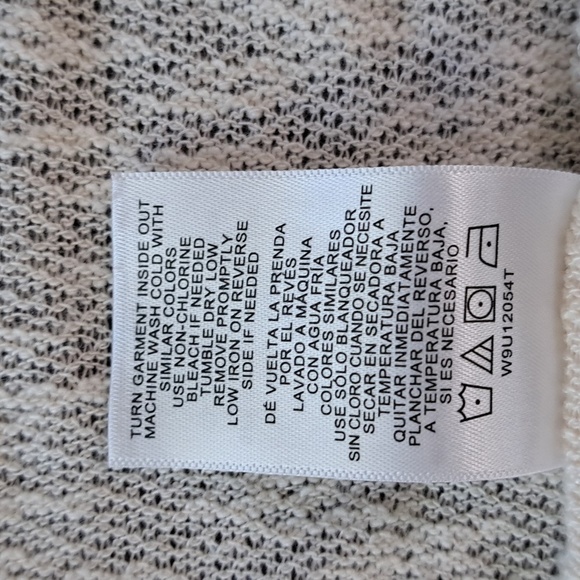 TURN GARMENT INSIDE OUT
MACHINE WASH COLD WITH
SIMILAR COLORS
USE NON-CHLORINE
BLEACH IF NEEDED
TUMBLE DRY LOW
REMOVE PROMPTLY
LOW IRON ON REVERSE
SIDE IF NEEDED
DÉ VUELTA LA PRENDA
POR EL REVÉS
LAVADO A MÁQUINA
CON AGUA FRÍA
COLORES SIMILARES
USE SÓLO BLANQUEADOR
SIN CLORO CUANDO SE NECESITE
SECAR EN SECADORA A
TEMPERATURA BAJA
QUITAR INMEDIATAMENTE
PLANCHAR DEL REVERSO,
A TEMPERATURA BAJA,
SI ES NECESARIO
W9U12054T